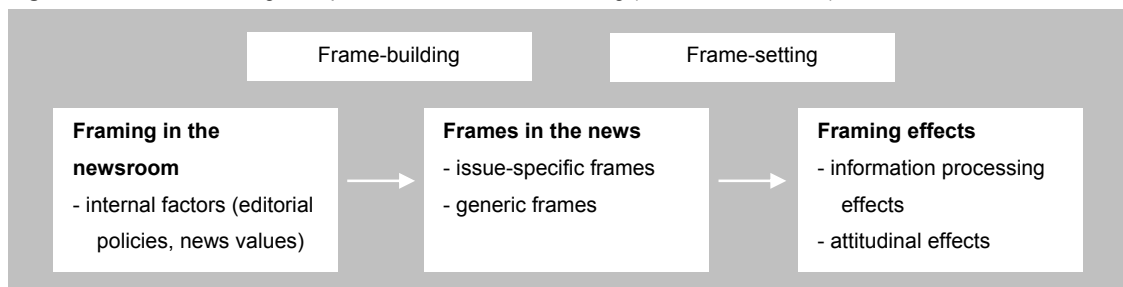 Frame-building
Frame-setting
Framing in the
newsroom
- internal factors (editorial
policies, news values)
Frames in the news
- issue-specific frames
- generic frames
Framing effects
- information processing
effects
- attitudinal effects